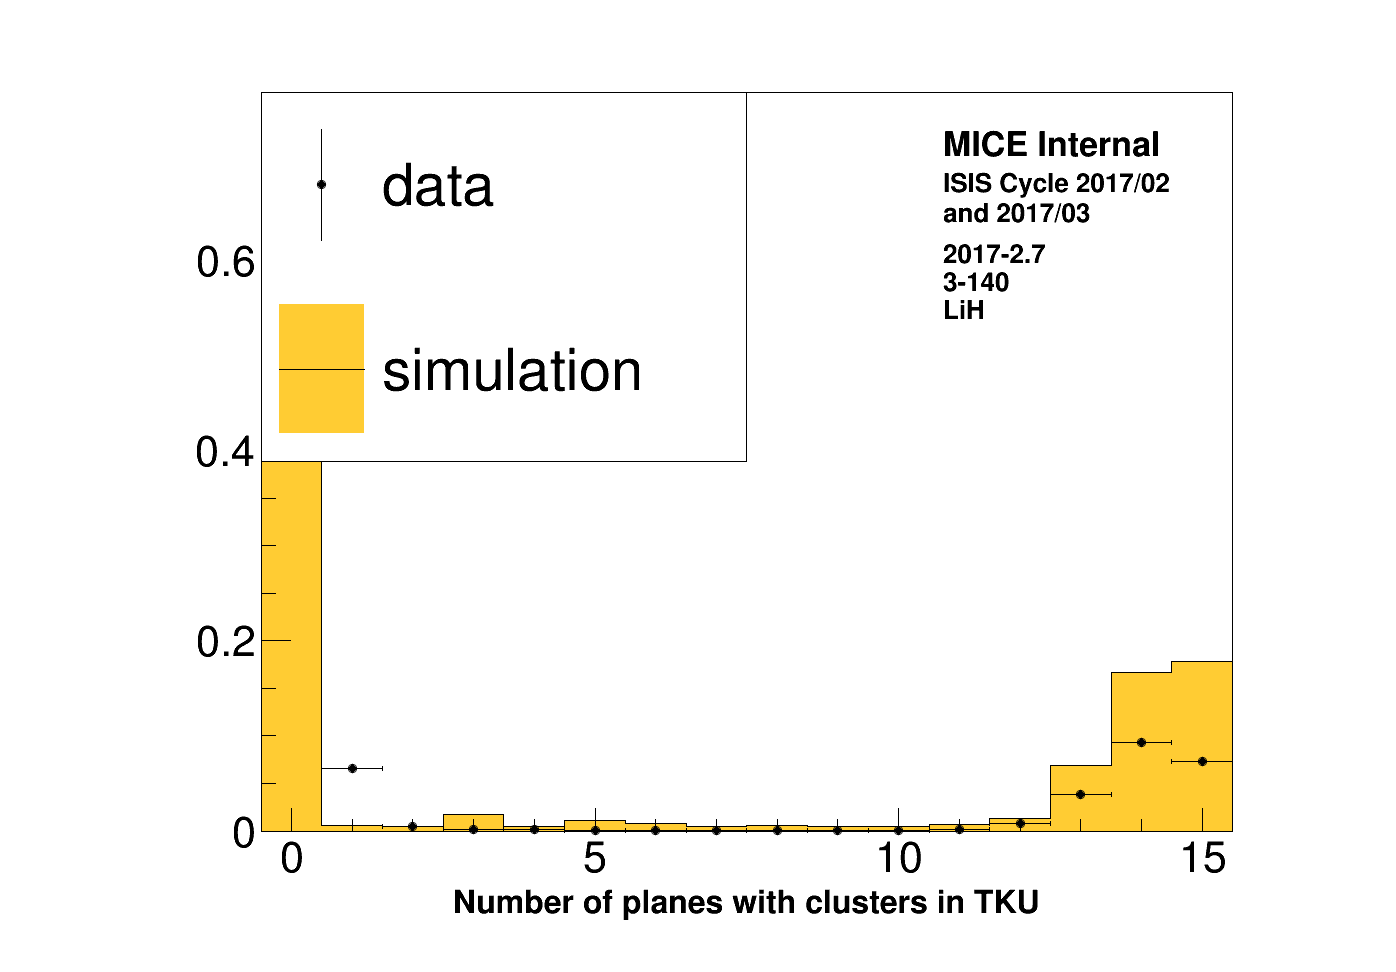 data
simulation
MICE Internal
ISIS Cycle 2017/02
and 2017/03
2017-2.7
3-140
LiH
0.6
0.4
0.2
0
0 5 10 15
Number of planes with clusters in TKU